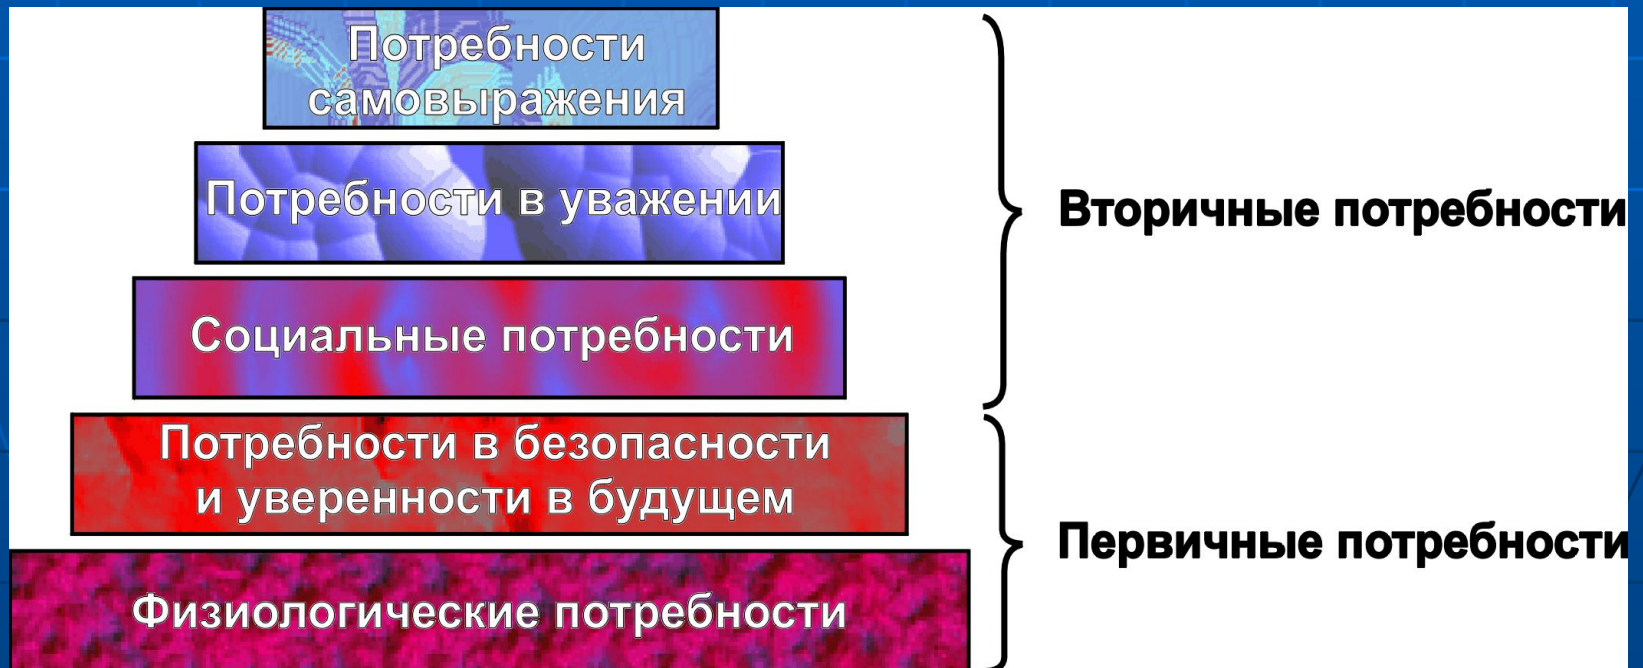 Потребности
самовыражения
Потребности в уважении
Вторичные потребности
Социальные потребности
Потребности в безопасности
и уверенности в будущем
Первичные потребности
Физиологические потребности